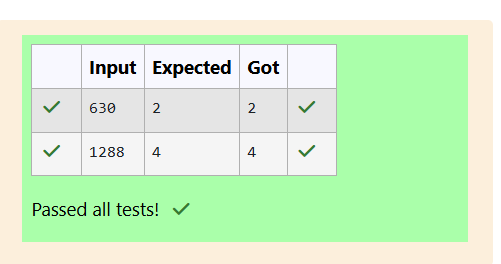 Input Expected Got
630 2 2
1288 4 4
Passed all tests!